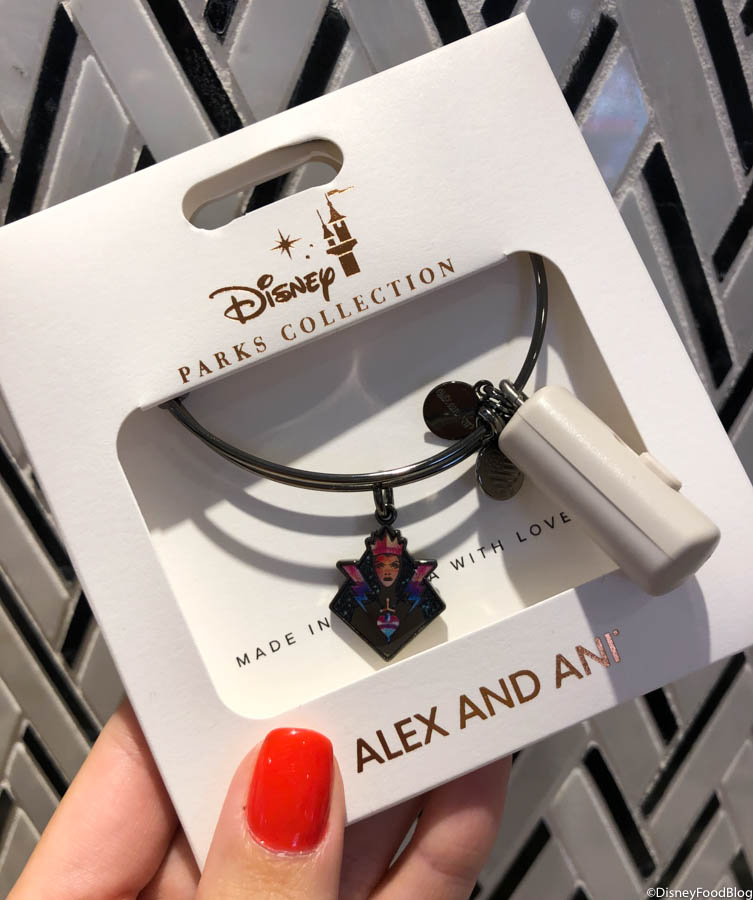 Disney
PARKS COLLECTION
MADE IN A WITH LOVE
ALEX AND ANI
©DisneyFoodBlog